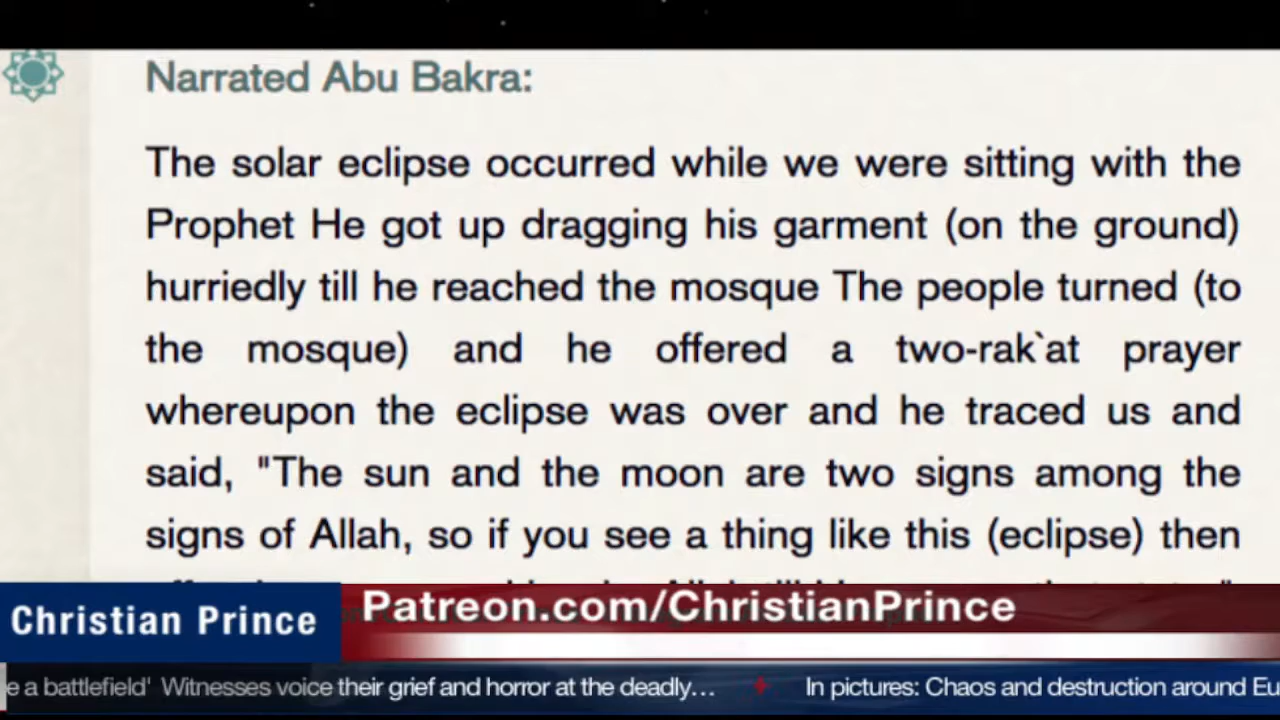 Narrated Abu Bakra:
The solar eclipse occurred while we were sitting with the
Prophet He got up dragging his garment (on the ground)
hurriedly till he reached the mosque The people turned (to
the mosque) and he offered a two-rak`at prayer
whereupon the eclipse was over and he traced us and
said, "The sun and the moon are two signs among the
signs of Allah, so if you see a thing like this (eclipse) then
Christian Prince
Patreon.com/ChristianPrince
e a battlefield' Witnesses voice their grief and horror at the deadly… In pictures: Chaos and destruction around Eu